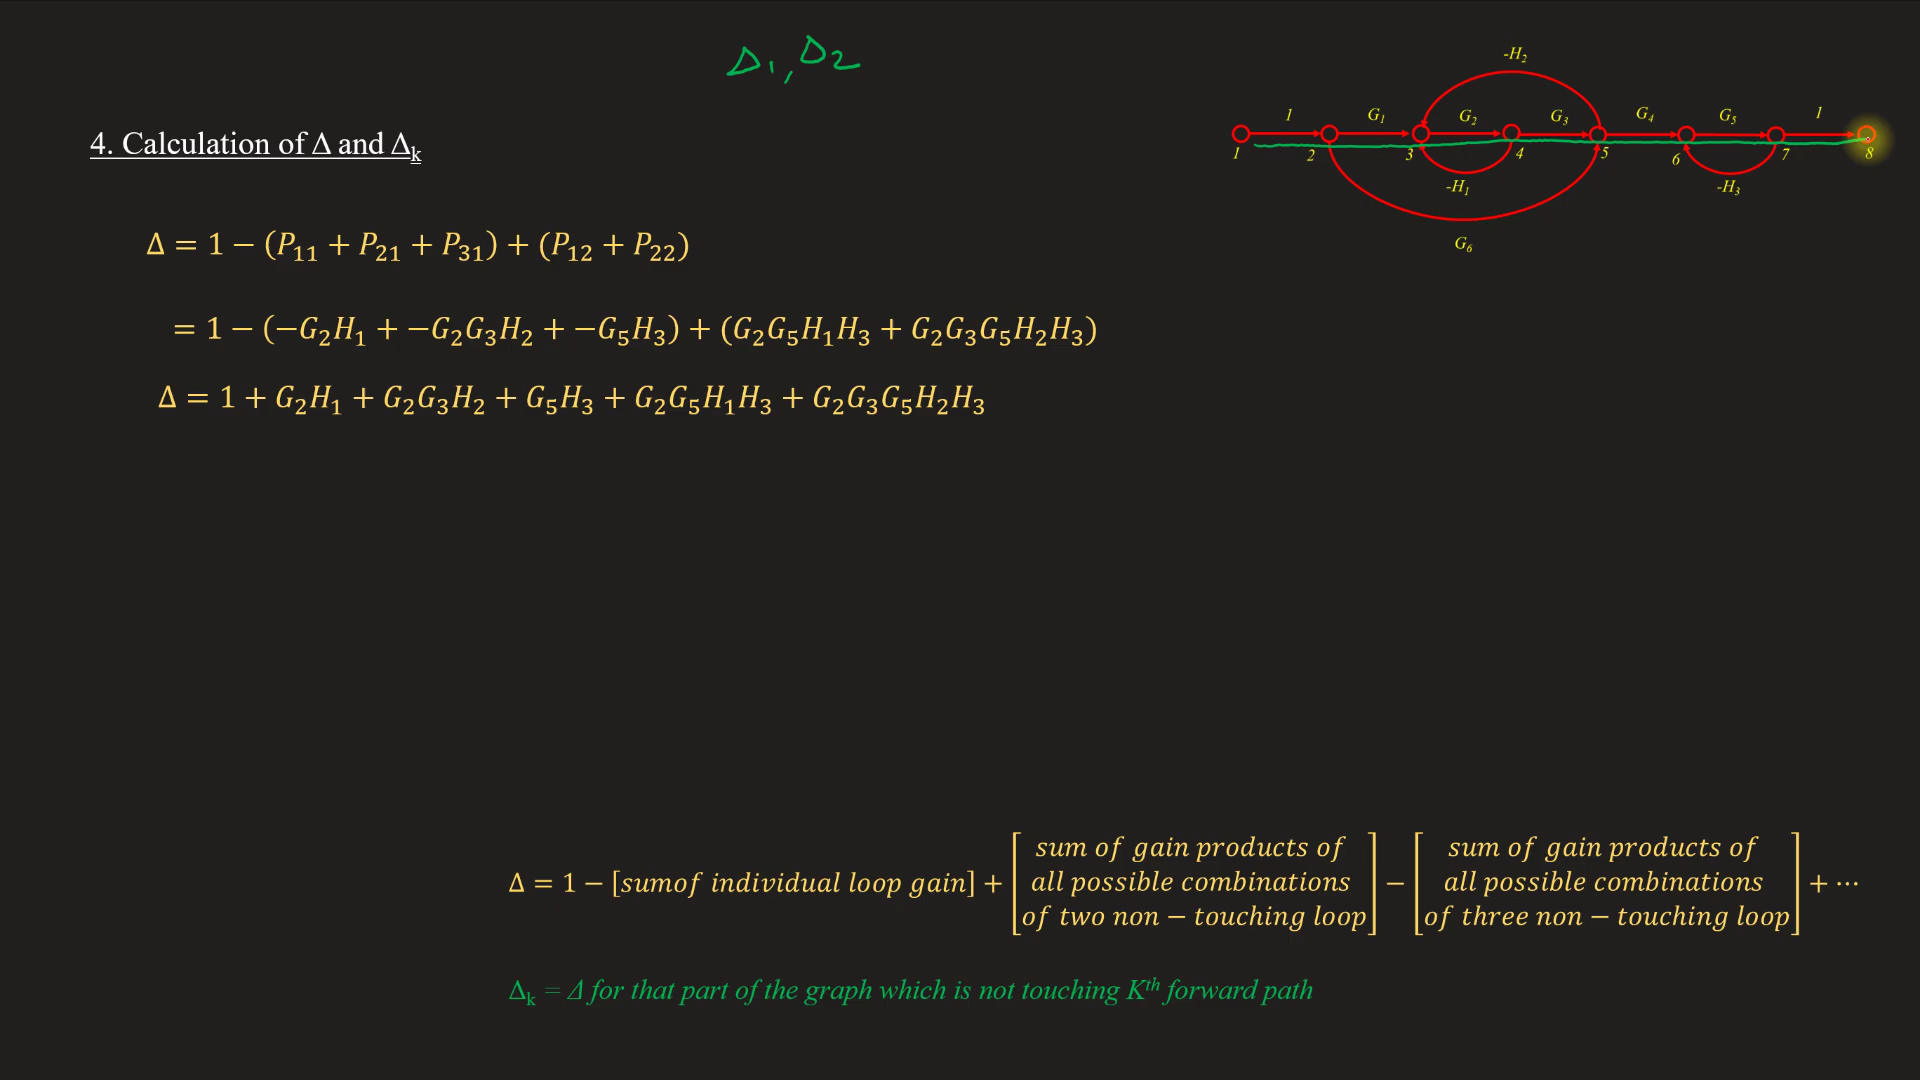 Δ₁, Δ₂
4. Calculation of Δ and Δₖ
-H₂
1 G₁ G₂ G₃ G₄ G₅ 1
1 2 3 4 5 6 7 8
-H₁ -H₃
G₆
Δ = 1 − (P₁₁ + P₂₁ + P₃₁) + (P₁₂ + P₂₂)
= 1 − (−G₂H₁ + −G₂G₃H₂ + −G₅H₃) + (G₂G₅H₁H₃ + G₂G₃G₅H₂H₃)
Δ = 1 + G₂H₁ + G₂G₃H₂ + G₅H₃ + G₂G₅H₁H₃ + G₂G₃G₅H₂H₃
Δ = 1 − [sumof individual loop gain] + [sum of gain products of
all possible combinations
of two non − touching loop] − [sum of gain products of
all possible combinations
of three non − touching loop] + ⋯
Δₖ = Δ for that part of the graph which is not touching Kᵗʰ forward path